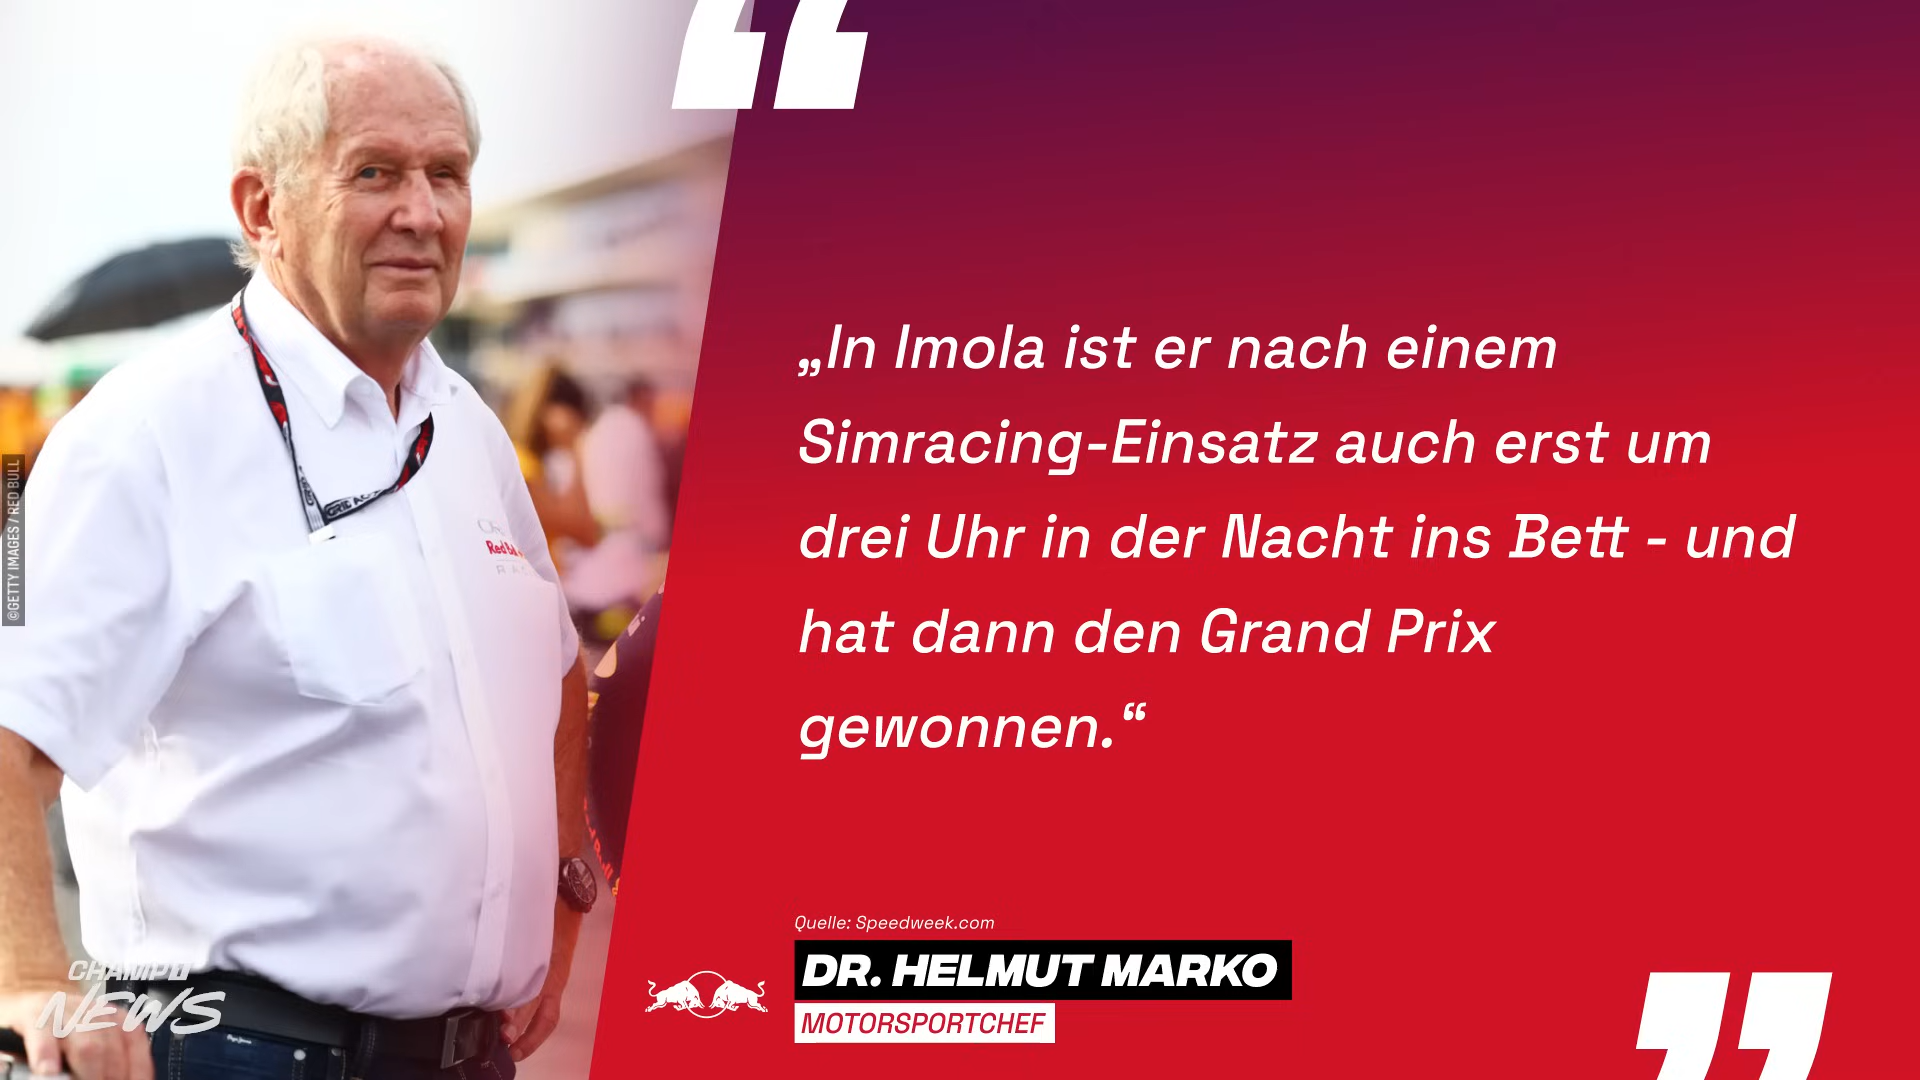 „In Imola ist er nach einem
Simracing-Einsatz auch erst um
drei Uhr in der Nacht ins Bett - und
hat dann den Grand Prix
gewonnen.“
Quelle: Speedweek.com
DR. HELMUT MARKO
MOTORSPORTCHEF
©GETTY IMAGES / RED BULL
CHAMP1
NEWS